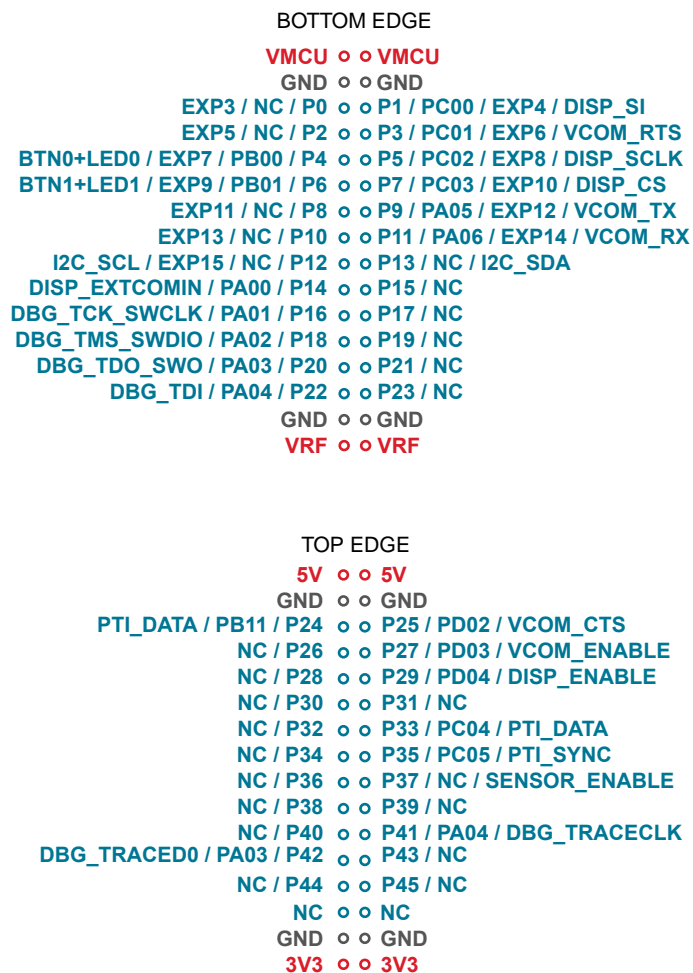 BOTTOM EDGE
VMCU VMCU
GND GND
EXP3 / NC / P0 P1 / PC00 / EXP4 / DISP_SI
EXP5 / NC / P2 P3 / PC01 / EXP6 / VCOM_RTS
BTN0+LED0 / EXP7 / PB00 / P4 P5 / PC02 / EXP8 / DISP_SCLK
BTN1+LED1 / EXP9 / PB01 / P6 P7 / PC03 / EXP10 / DISP_CS
EXP11 / NC / P8 P9 / PA05 / EXP12 / VCOM_TX
EXP13 / NC / P10 P11 / PA06 / EXP14 / VCOM_RX
I2C_SCL / EXP15 / NC / P12 P13 / NC / I2C_SDA
DISP_EXTCOMIN / PA00 / P14 P15 / NC
DBG_TCK_SWCLK / PA01 / P16 P17 / NC
DBG_TMS_SWDIO / PA02 / P18 P19 / NC
DBG_TDO_SWO / PA03 / P20 P21 / NC
DBG_TDI / PA04 / P22 P23 / NC
GND GND
VRF VRF
TOP EDGE
5V 5V
GND GND
PTI_DATA / PB11 / P24 P25 / PD02 / VCOM_CTS
NC / P26 P27 / PD03 / VCOM_ENABLE
NC / P28 P29 / PD04 / DISP_ENABLE
NC / P30 P31 / NC
NC / P32 P33 / PC04 / PTI_DATA
NC / P34 P35 / PC05 / PTI_SYNC
NC / P36 P37 / NC / SENSOR_ENABLE
NC / P38 P39 / NC
NC / P40 P41 / PA04 / DBG_TRACECLK
DBG_TRACED0 / PA03 / P42 P43 / NC
NC / P44 P45 / NC
NC NC
GND GND
3V3 3V3